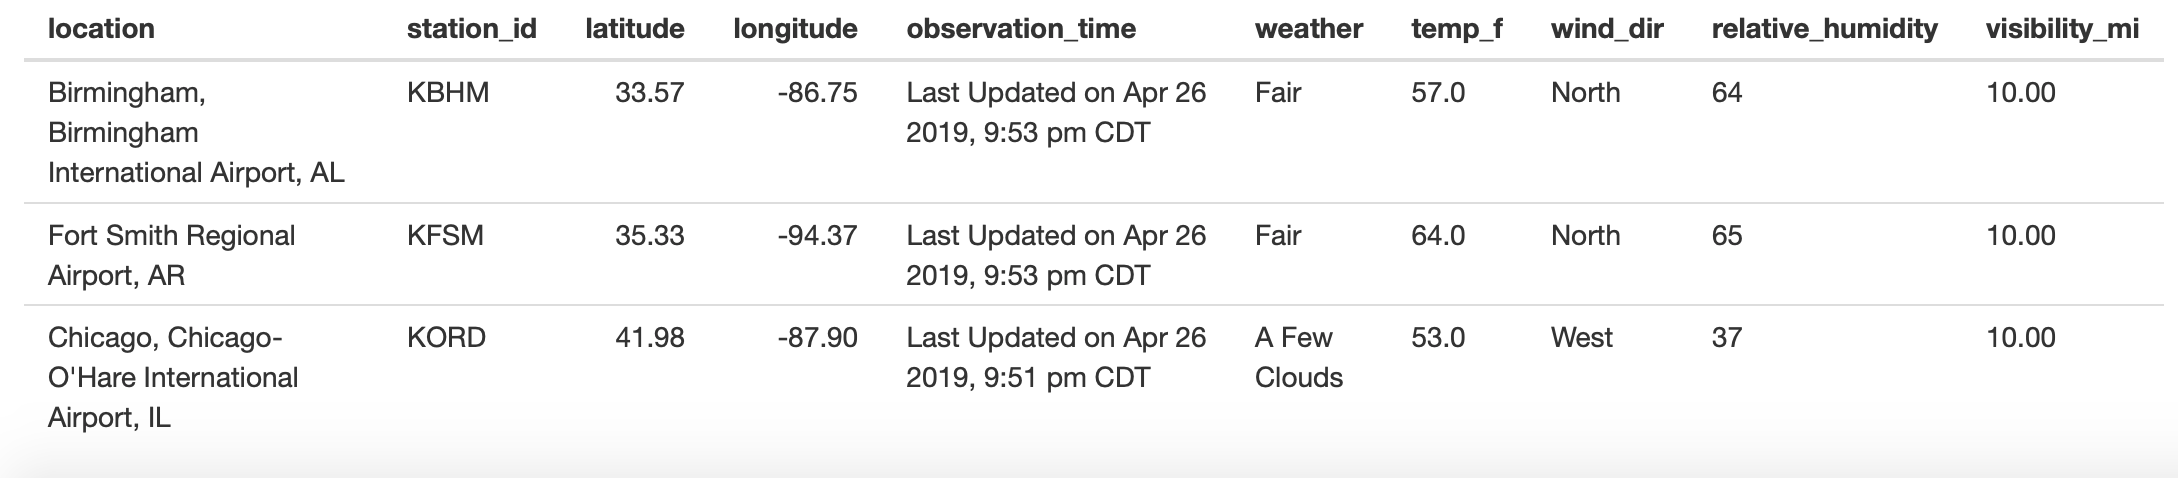 location station_id latitude longitude observation_time weather temp_f wind_dir relative_humidity visibility_mi
Birmingham, KBHM 33.57 -86.75 Last Updated on Apr 26 Fair 57.0 North 64 10.00
Birmingham 2019, 9:53 pm CDT
International Airport, AL
Fort Smith Regional KFSM 35.33 -94.37 Last Updated on Apr 26 Fair 64.0 North 65 10.00
Airport, AR 2019, 9:53 pm CDT
Chicago, Chicago- KORD 41.98 -87.90 Last Updated on Apr 26 A Few 53.0 West 37 10.00
O'Hare International 2019, 9:51 pm CDT Clouds
Airport, IL